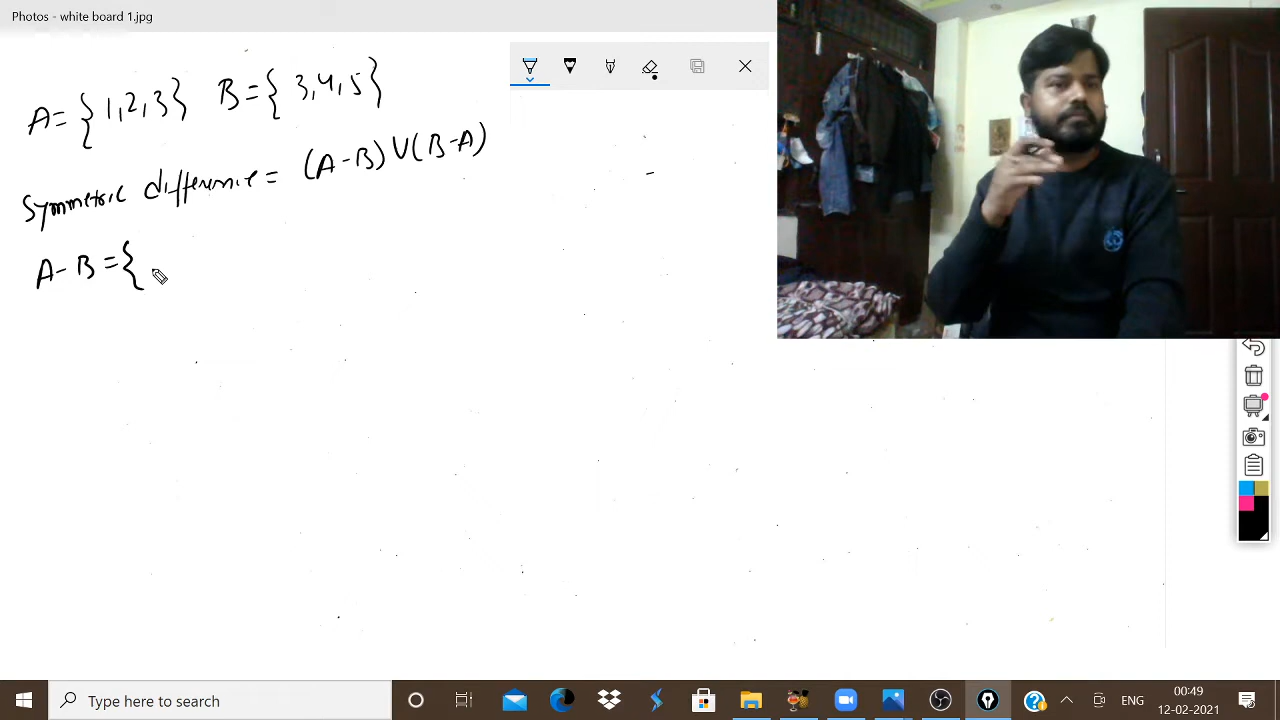 Photos - white board 1.jpg
A = { 1, 2, 3 } B = { 3, 4, 5 }
Symmetric difference = (A - B) U (B - A)
A - B = {
Type here to search
ENG
00:49
12-02-2021